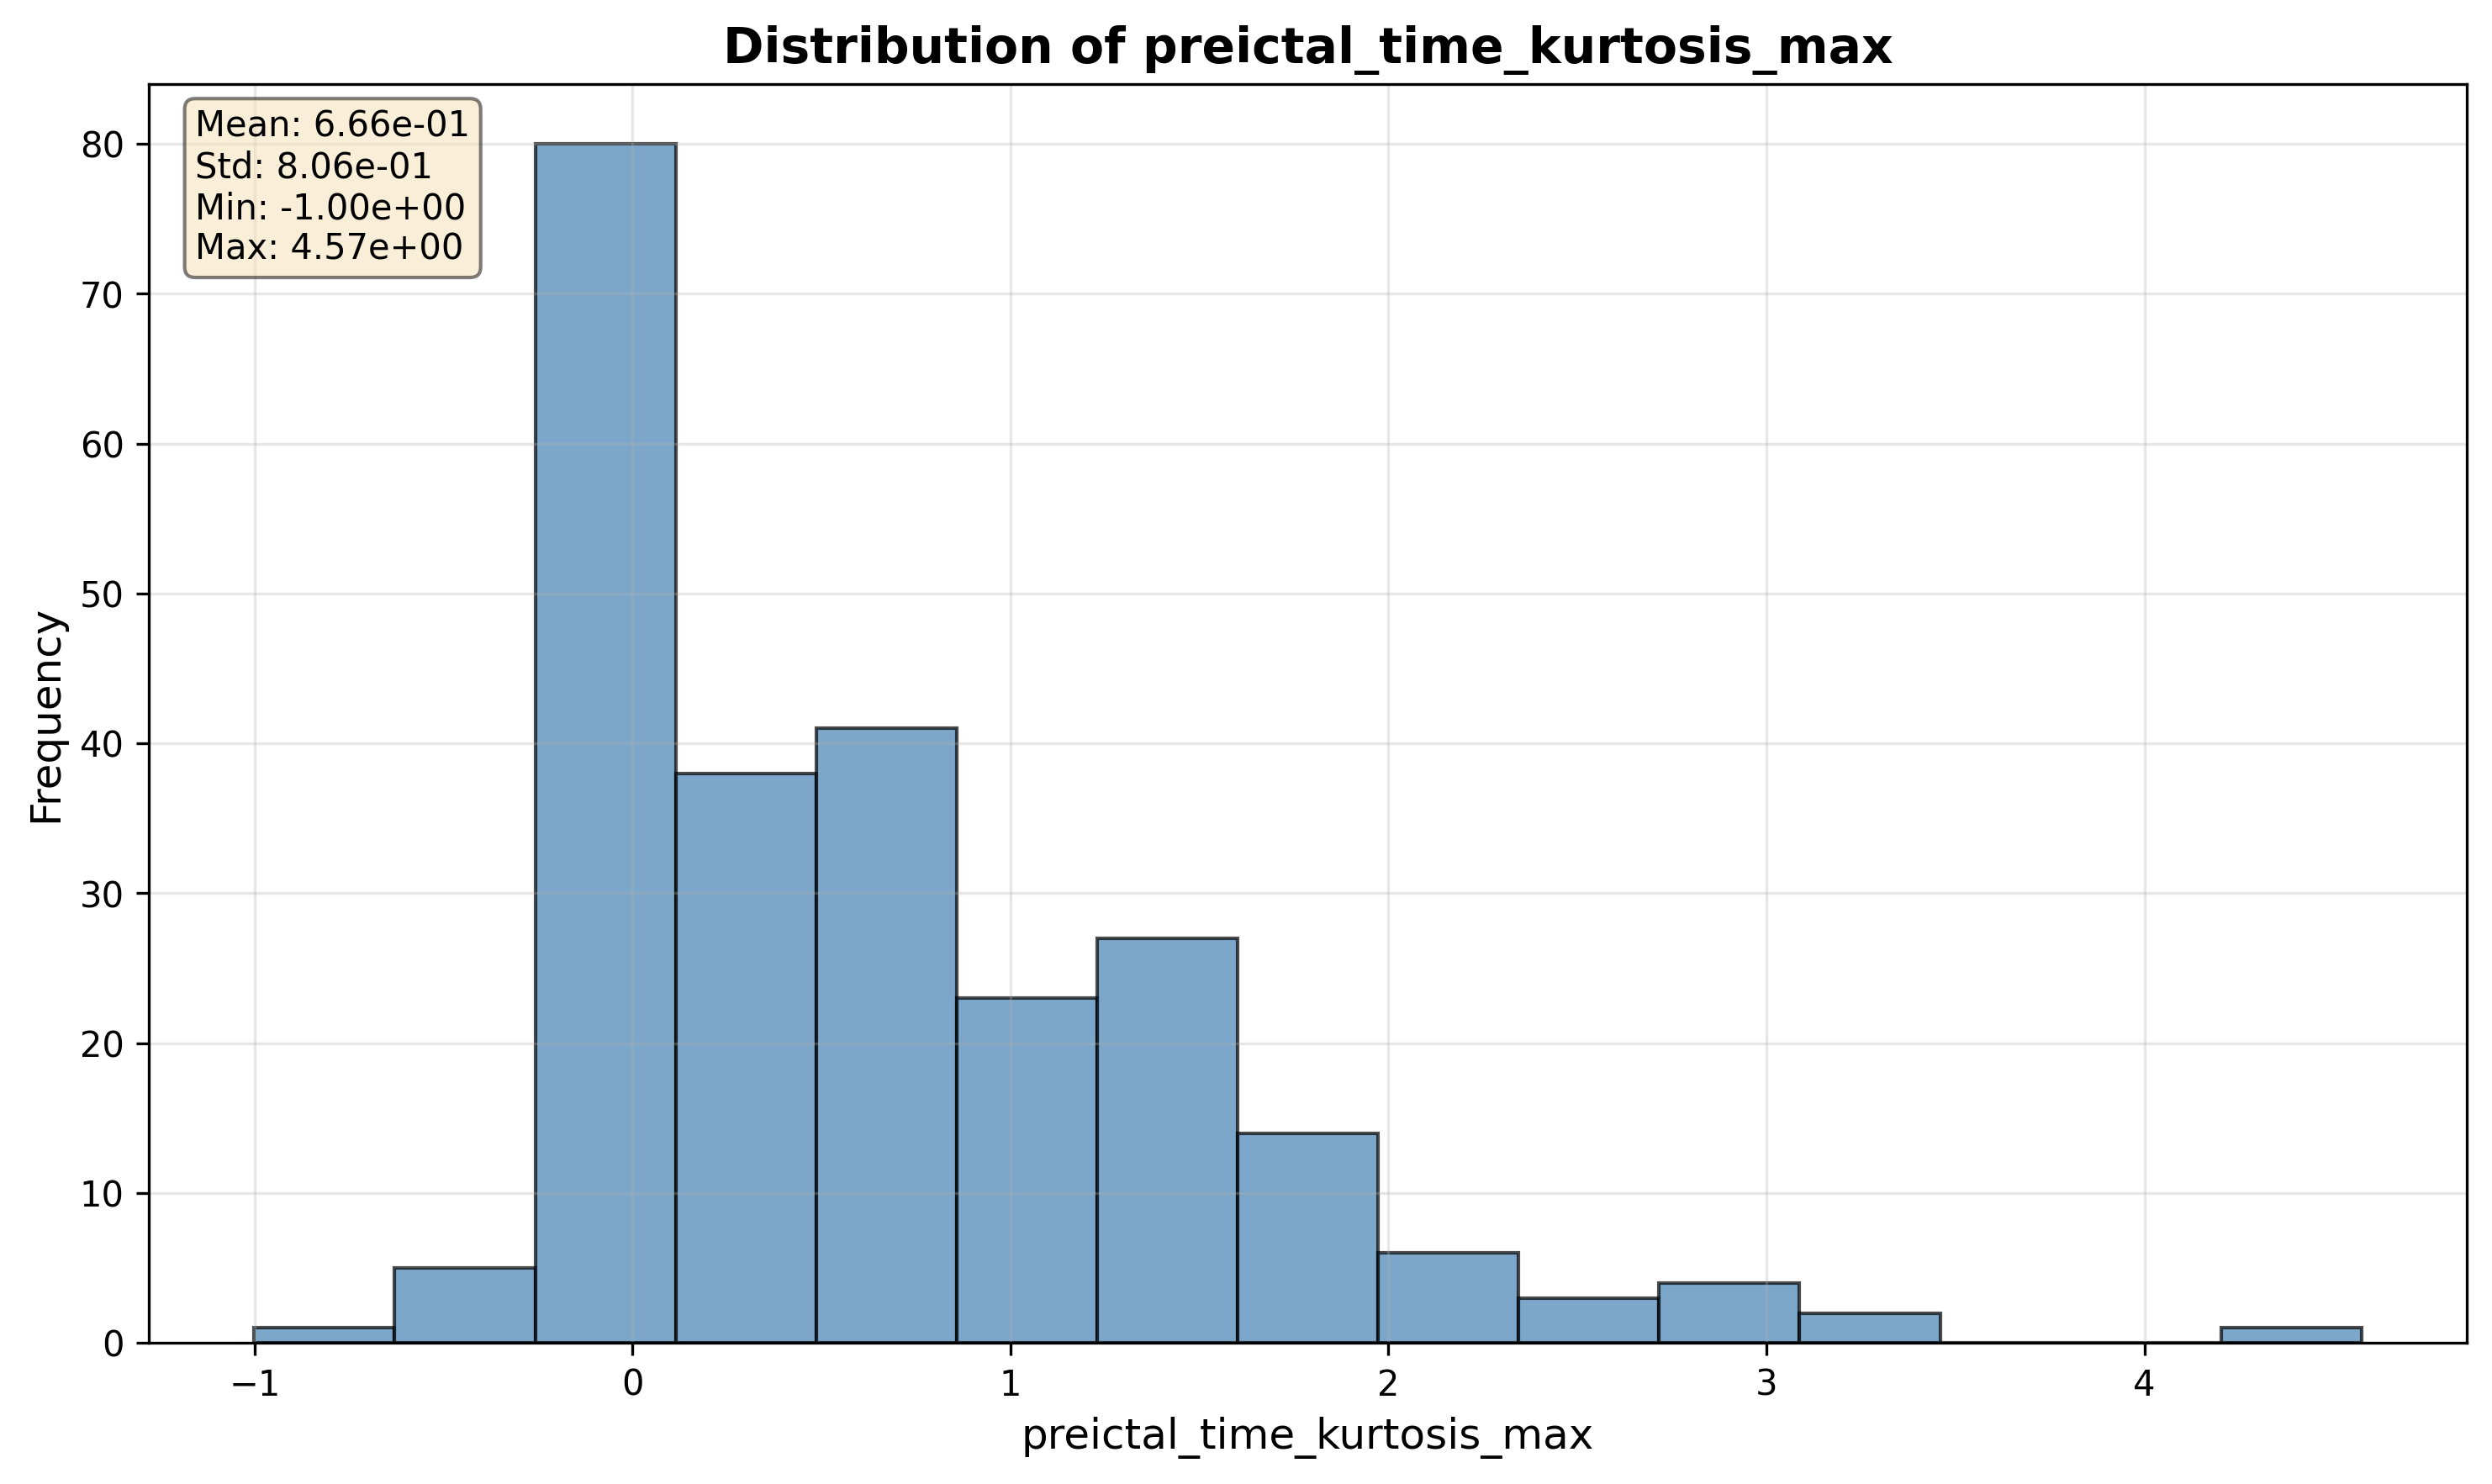 Distribution of preictal_time_kurtosis_max
Mean: 6.66e-01
Std: 8.06e-01
Min: -1.00e+00
Max: 4.57e+00
80
70
60
50
40
30
20
10
0
Frequency
−1 0 1 2 3 4
preictal_time_kurtosis_max